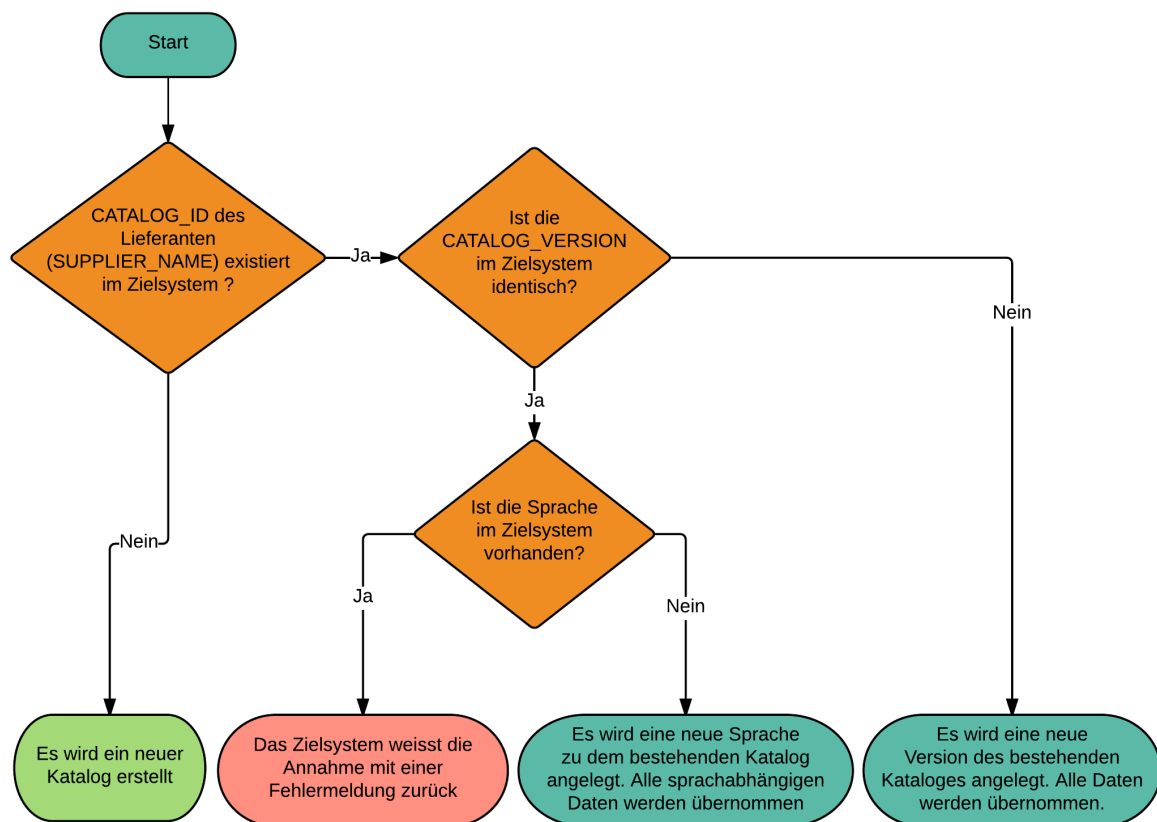 Start
CATALOG_ID des
Lieferanten
(SUPPLIER_NAME) existiert
im Zielsystem ?
Ja
Ist die
CATALOG_VERSION
im Zielsystem
identisch?
Nein
Ja
Ist die Sprache
im Zielsystem
vorhanden?
Nein
Ja
Nein
Es wird ein neuer
Katalog erstellt
Das Zielsystem weisst die
Annahme mit einer
Fehlermeldung zurück
Es wird eine neue Sprache
zu dem bestehenden Katalog
angelegt. Alle sprachabhängigen
Daten werden übernommen
Es wird eine neue
Version des bestehenden
Kataloges angelegt. Alle Daten
werden übernommen.